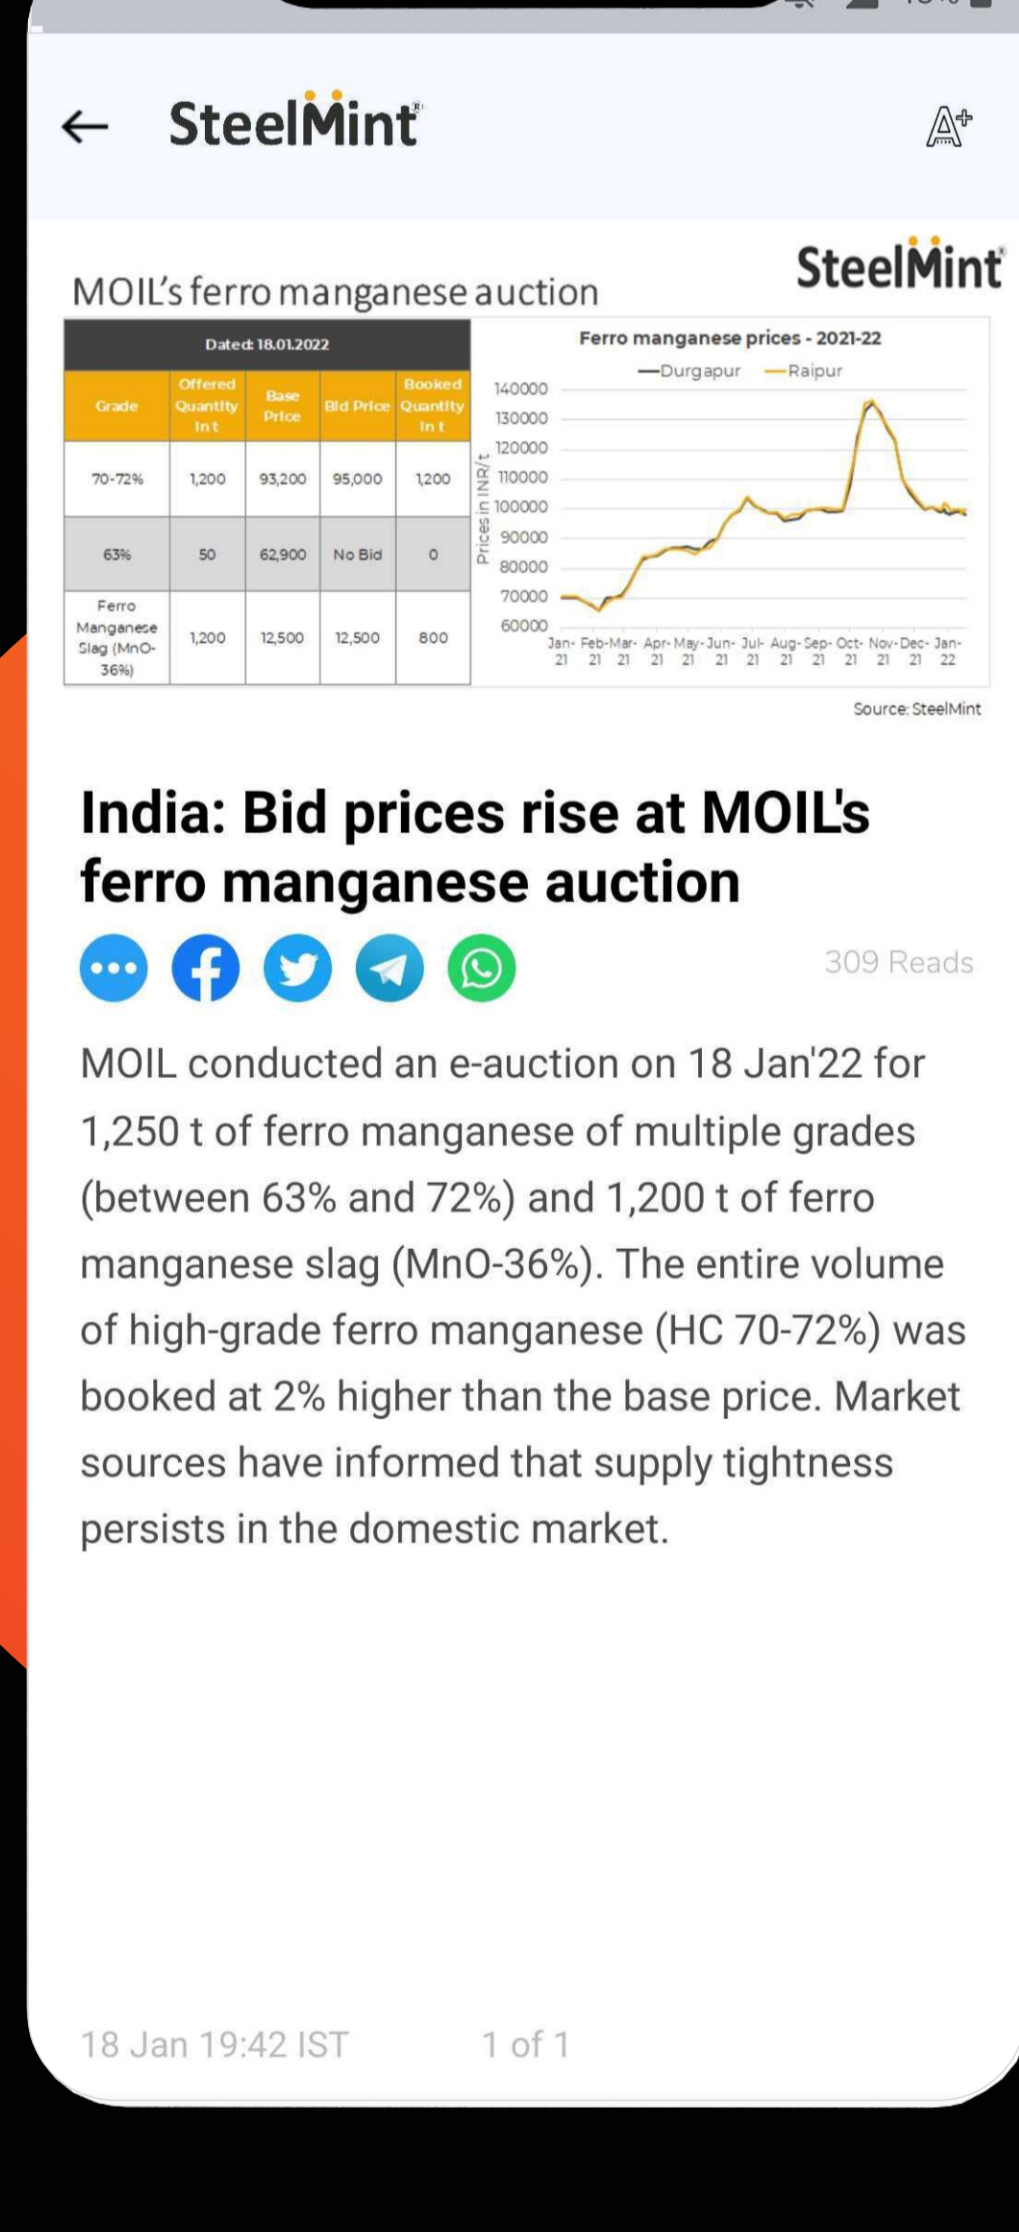 SteelMint®
A+
SteelMint®
MOIL's ferro manganese auction
Dated: 18.01.2022
Grade
Offered Quantity In t
Base Price
Bid Price
Booked Quantity In t
70-72%
1,200
93,200
95,000
1,200
63%
50
62,900
No Bid
0
Ferro Manganese Slag (MnO-36%)
1,200
12,500
12,500
800
Ferro manganese prices - 2021-22
Durgapur
Raipur
Prices in INR/t
140000
130000
120000
110000
100000
90000
80000
70000
60000
Jan-21
Feb-21
Mar-21
Apr-21
May-21
Jun-21
Jul-21
Aug-21
Sep-21
Oct-21
Nov-21
Dec-21
Jan-22
Source: SteelMint
India: Bid prices rise at MOIL's
ferro manganese auction
309 Reads
MOIL conducted an e-auction on 18 Jan'22 for
1,250 t of ferro manganese of multiple grades
(between 63% and 72%) and 1,200 t of ferro
manganese slag (MnO-36%). The entire volume
of high-grade ferro manganese (HC 70-72%) was
booked at 2% higher than the base price. Market
sources have informed that supply tightness
persists in the domestic market.
18 Jan 19:42 IST
1 of 1